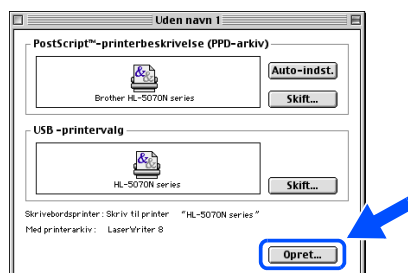 Uden navn 1
PostScript™-printerbeskrivelse (PPD-arkiv)
Auto-indst.
Brother HL-5070N series
Skift...
USB -printervalg
HL-5070N series
Skift...
Skrivebordsprinter: Skriv til printer "HL-5070N series"
Med printerarkiv: LaserWriter 8
Opret...